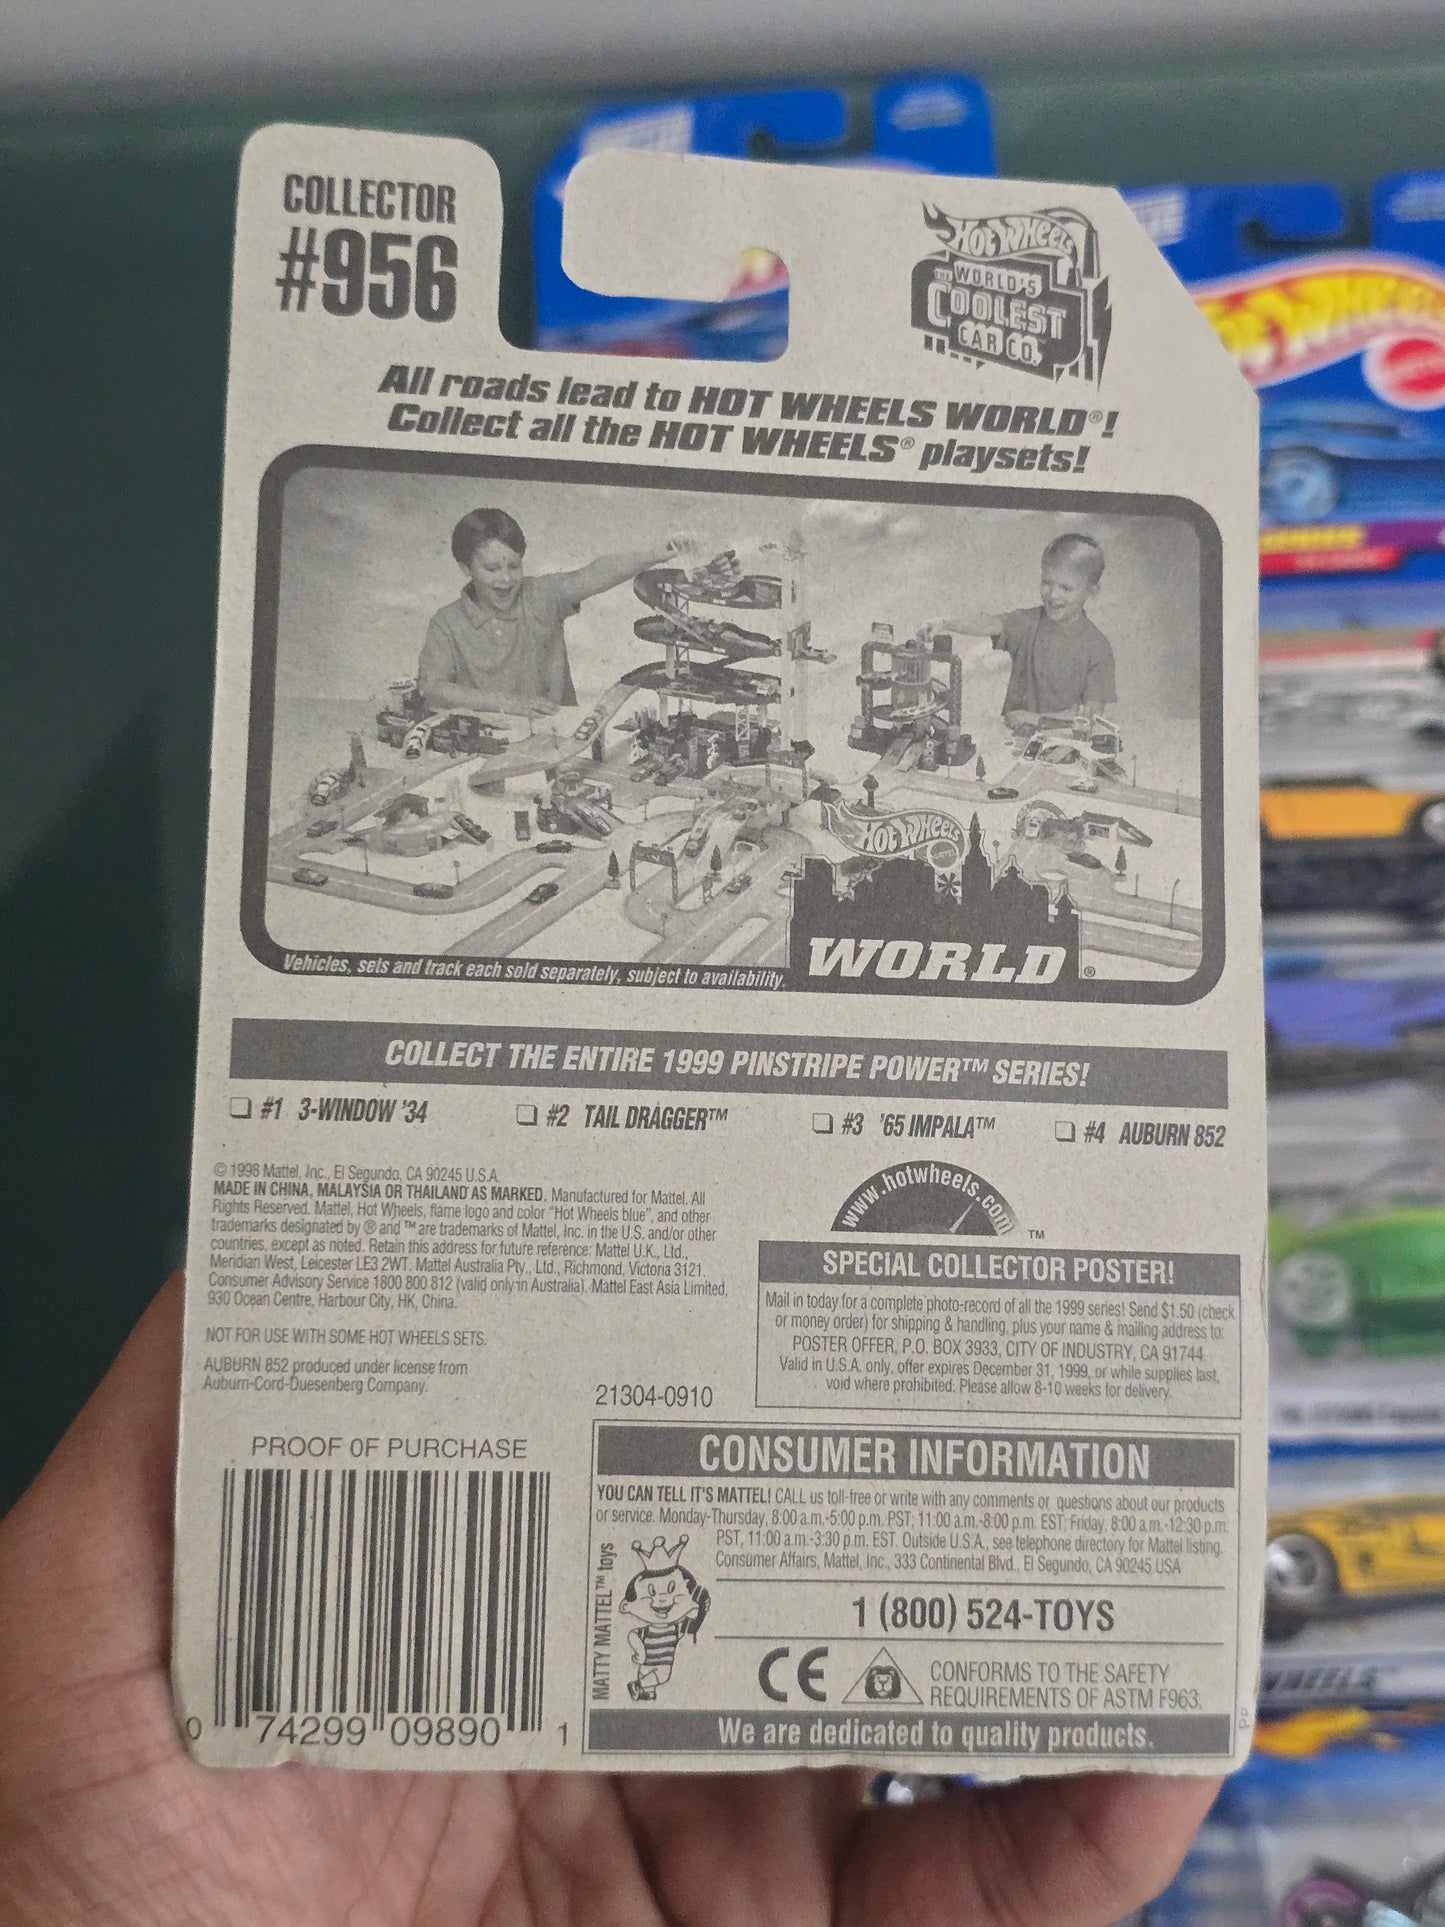 COLLECTOR
#956
HOT WHEELS
THE WORLD'S
COOLEST
CAR CO.
All roads lead to HOT WHEELS WORLD®!
Collect all the HOT WHEELS® playsets!
HOT WHEELS
WORLD®
Vehicles, sets and track each sold separately, subject to availability.
COLLECT THE ENTIRE 1999 PINSTRIPE POWER™ SERIES!
#1 3-WINDOW '34
#2 TAIL DRAGGER™
#3 '65 IMPALA™
#4 AUBURN 852
© 1998 Mattel, Inc., El Segundo, CA 90245 U.S.A.
MADE IN CHINA, MALAYSIA OR THAILAND AS MARKED. Manufactured for Mattel. All
Rights Reserved. Mattel, Hot Wheels, flame logo and color "Hot Wheels blue", and other
trademarks designated by ® and ™ are trademarks of Mattel, Inc. in the U.S. and/or other
countries, except as noted. Retain this address for future reference: Mattel U.K., Ltd.,
Meridian West, Leicester LE3 2WT. Mattel Australia Pty., Ltd., Richmond, Victoria 3121.
Consumer Advisory Service 1800 800 812 (valid only in Australia). Mattel East Asia Limited,
930 Ocean Centre, Harbour City, HK, China.
NOT FOR USE WITH SOME HOT WHEELS SETS.
AUBURN 852 produced under license from
Auburn-Cord-Duesenberg Company.
21304-0910
www.hotwheels.com™
SPECIAL COLLECTOR POSTER!
Mail in today for a complete photo-record of all the 1999 series! Send $1.50 (check
or money order) for shipping & handling, plus your name & mailing address to:
POSTER OFFER, P.O. BOX 3933, CITY OF INDUSTRY, CA 91744.
Valid in U.S.A. only, offer expires December 31, 1999, or while supplies last,
void where prohibited. Please allow 8-10 weeks for delivery.
PROOF OF PURCHASE
0 74299 09890 1
CONSUMER INFORMATION
YOU CAN TELL IT'S MATTEL! CALL us toll-free or write with any comments or questions about our products
or service. Monday-Thursday, 8:00 a.m.-5:00 p.m. PST; 11:00 a.m.-8:00 p.m. EST; Friday, 8:00 a.m.-12:30 p.m.
PST, 11:00 a.m.-3:30 p.m. EST. Outside U.S.A., see telephone directory for Mattel listing.
Consumer Affairs, Mattel, Inc., 333 Continental Blvd., El Segundo, CA 90245 USA
MATTY MATTEL™ toys
1 (800) 524-TOYS
CE
CONFORMS TO THE SAFETY
REQUIREMENTS OF ASTM F963.
We are dedicated to quality products.
HOT WHEELS
WHEELS